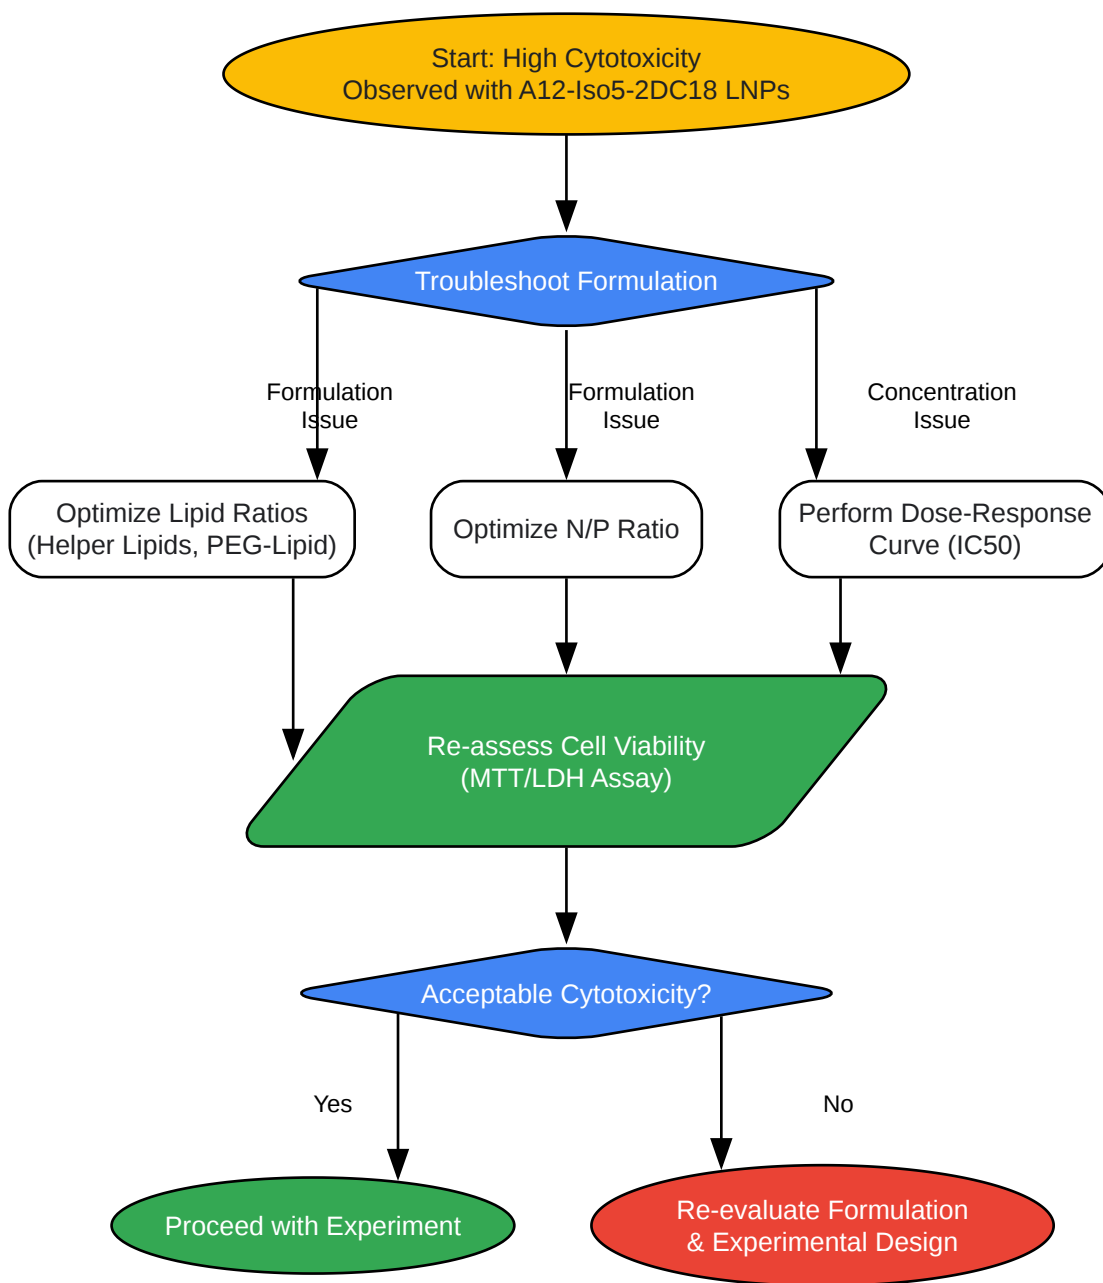 Start: High Cytotoxicity
Observed with A12-Iso5-2DC18 LNPs
Troubleshoot Formulation
Formulation
Issue
Formulation
Issue
Concentration
Issue
Optimize Lipid Ratios
(Helper Lipids, PEG-Lipid)
Optimize N/P Ratio
Perform Dose-Response
Curve (IC50)
Re-assess Cell Viability
(MTT/LDH Assay)
Acceptable Cytotoxicity?
Yes
No
Proceed with Experiment
Re-evaluate Formulation
& Experimental Design